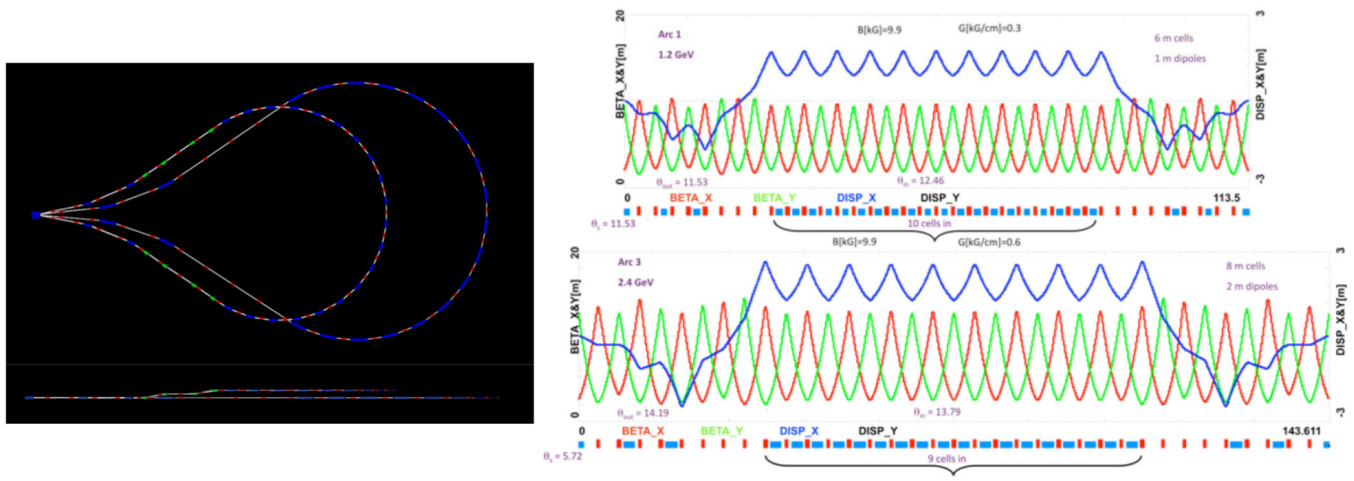 20
3
B[kG]=9.9
G[kG/cm]=0.3
Arc 1
1.2 GeV
6 m cells
1 m dipoles
BETA_X&Y[m]
DISP_X&Y[m]
θout = 11.53
θin = 12.46
0
-3
0
BETA_X
BETA_Y
DISP_X
DISP_Y
113.5
θs = 11.53
10 cells in
B[kG]=9.9
G[kG/cm]=0.6
20
3
Arc 3
2.4 GeV
8 m cells
2 m dipoles
BETA_X&Y[m]
DISP_X&Y[m]
θout = 14.19
θin = 13.79
0
-3
0
BETA_X
BETA_Y
DISP_X
DISP_Y
143.611
θs = 5.72
9 cells in